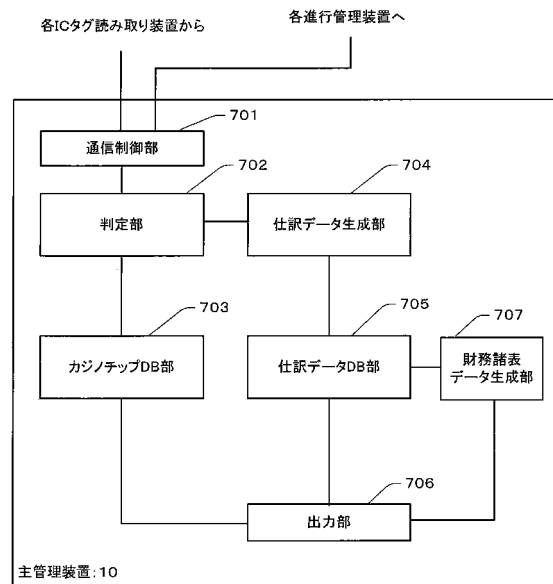 各ICタグ読み取り装置から
各進行管理装置へ
701
通信制御部
702
判定部
704
仕訳データ生成部
703
カジノチップDB部
705
仕訳データDB部
707
財務諸表
データ生成部
706
出力部
主管理装置:10